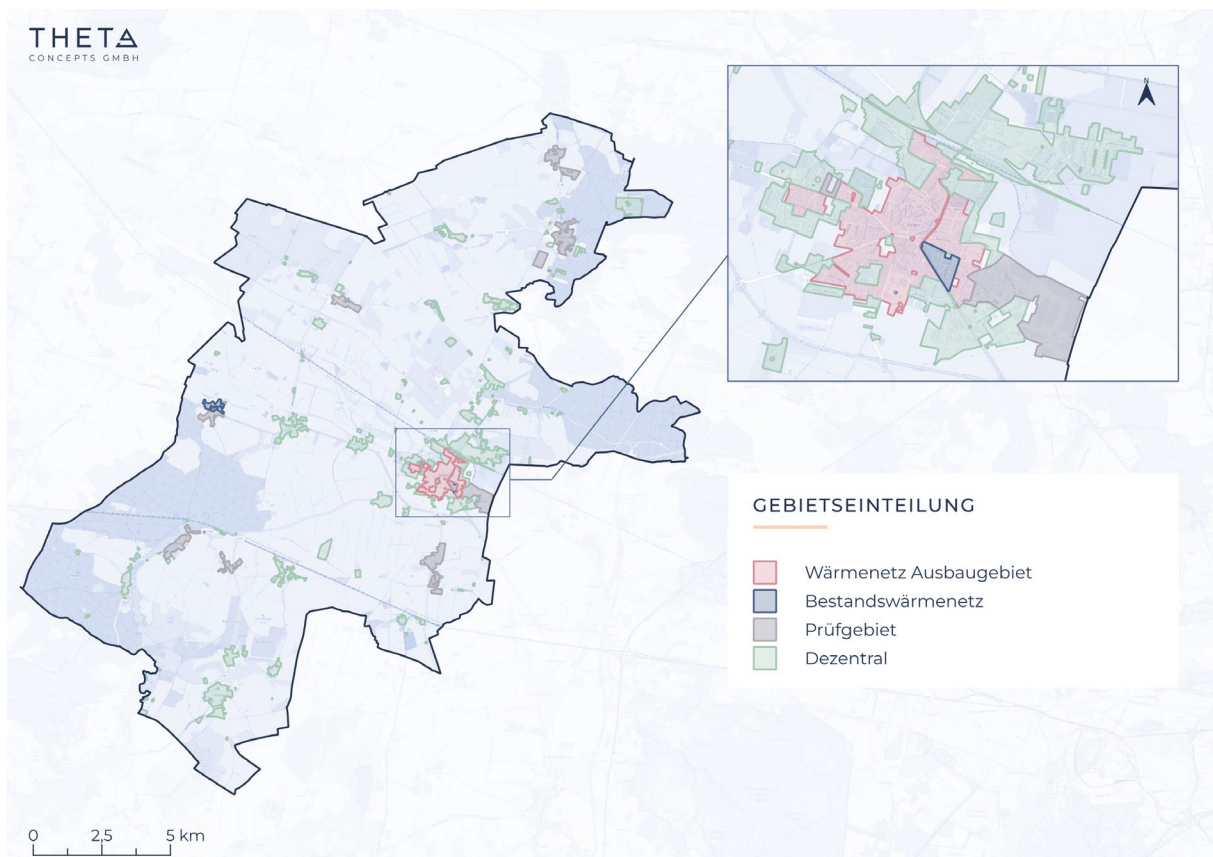 THETA
CONCEPTS GMBH
N
GEBIETSEINTEILUNG
Wärmenetz Ausbaugebiet
Bestandswärmenetz
Prüfgebiet
Dezentral
0 2,5 5 km